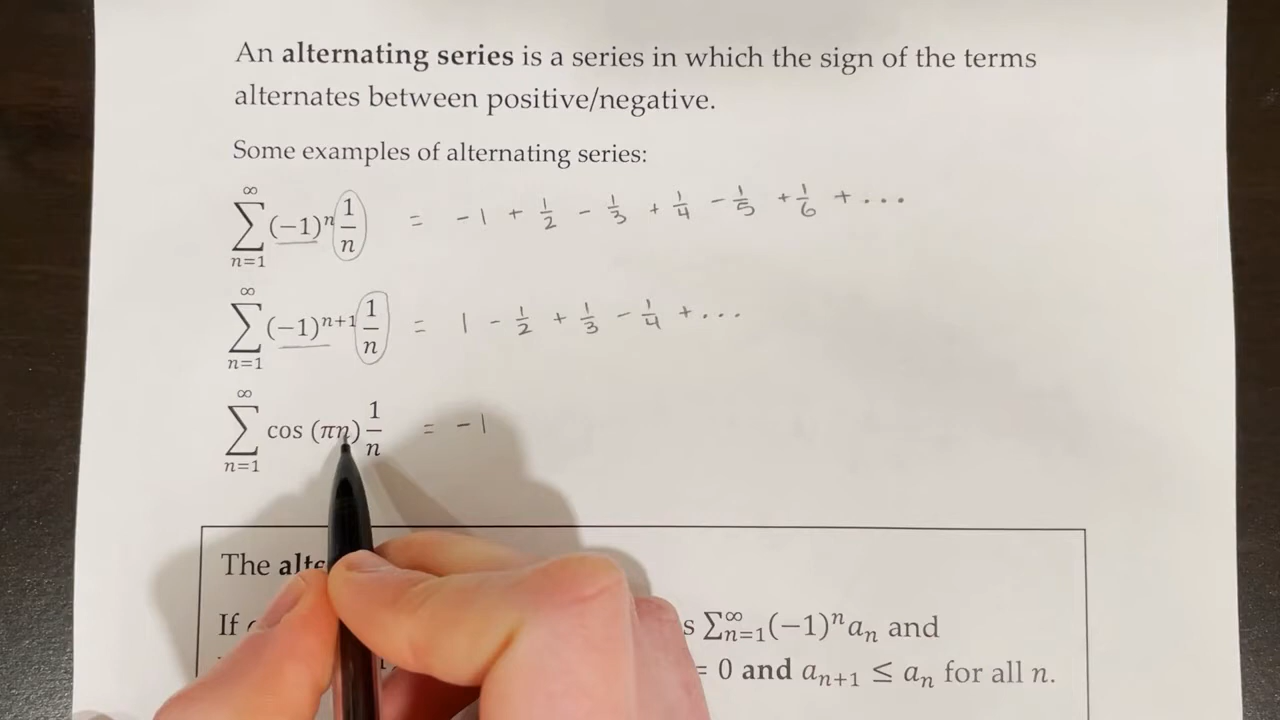 An alternating series is a series in which the sign of the terms
alternates between positive/negative.
Some examples of alternating series:
∞∑n=1 (−1)ⁿ 1/n = −1 + 1/2 − 1/3 + 1/4 − 1/5 + 1/6 + ...
∞∑n=1 (−1)ⁿ⁺¹ 1/n = 1 − 1/2 + 1/3 − 1/4 + ...
∞∑n=1 cos (πn) 1/n = −1
The
If s ∑∞n=1(−1)ⁿaₙ and
= 0 and aₙ₊₁ ≤ aₙ for all n.